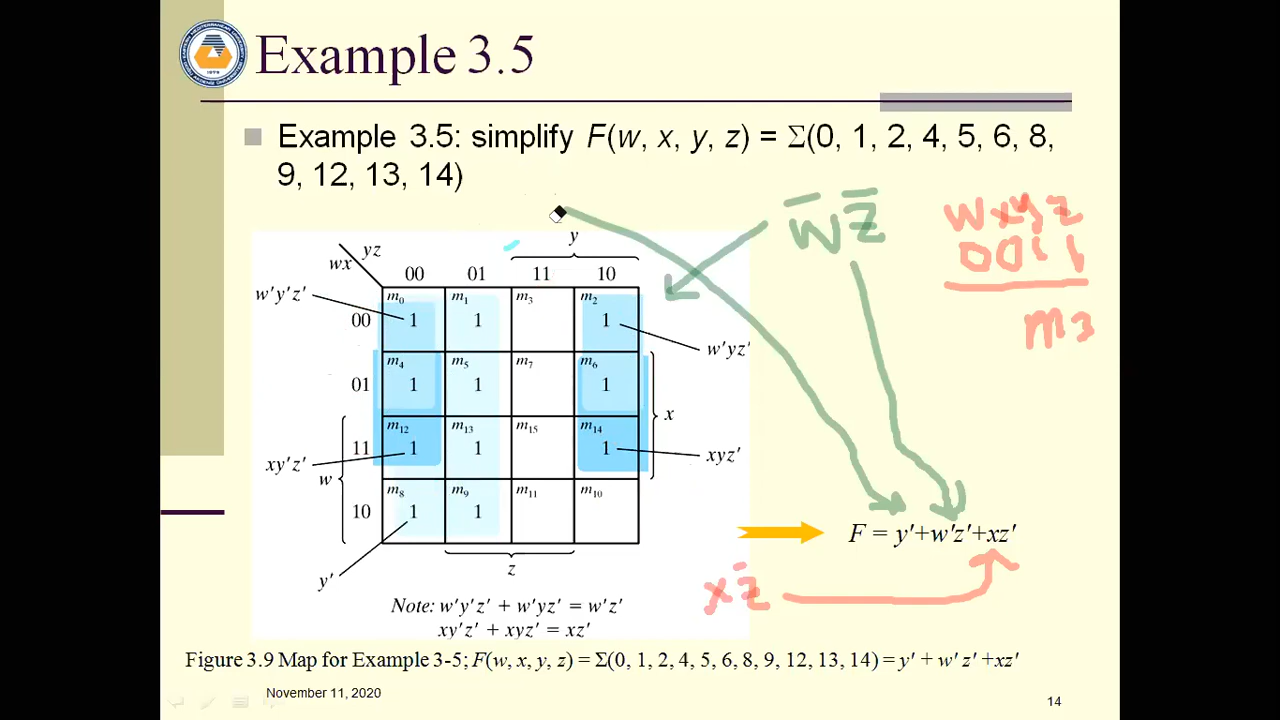 Example 3.5
Example 3.5: simplify F(w, x, y, z) = Σ(0, 1, 2, 4, 5, 6, 8,
9, 12, 13, 14)
w̅ z̅
w x y z
0 0 1 1
m3
y
yz
wx
00 01 11 10
w'y'z'
m0 m1 m3 m2
00 1 1 1
w'yz'
m4 m5 m7 m6
01 1 1 1
x
m12 m13 m15 m14
11 1 1 1
xy'z'
xyz'
w
m8 m9 m11 m10
10 1 1
y'
z
F = y'+w'z'+xz'
x z̅
Note: w'y'z' + w'yz' = w'z'
xy'z' + xyz' = xz'
Figure 3.9 Map for Example 3-5; F(w, x, y, z) = Σ(0, 1, 2, 4, 5, 6, 8, 9, 12, 13, 14) = y' + w' z' +xz'
November 11, 2020
14